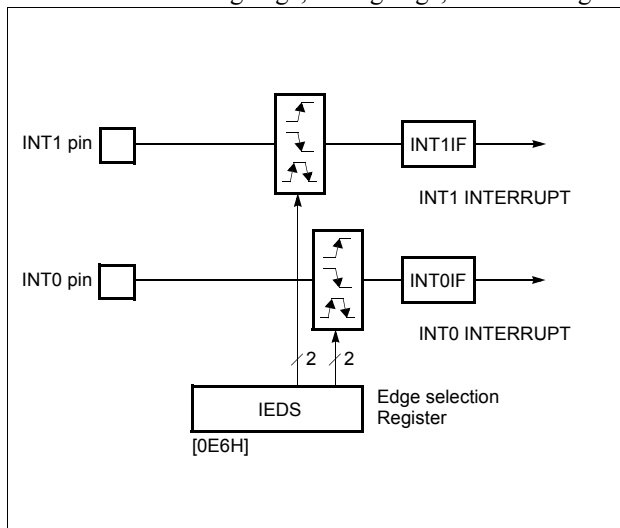 INT1 pin
INT1IF
INT1 INTERRUPT
INT0 pin
INT0IF
INT0 INTERRUPT
2
2
IEDS
Edge selection
Register
[0E6H]